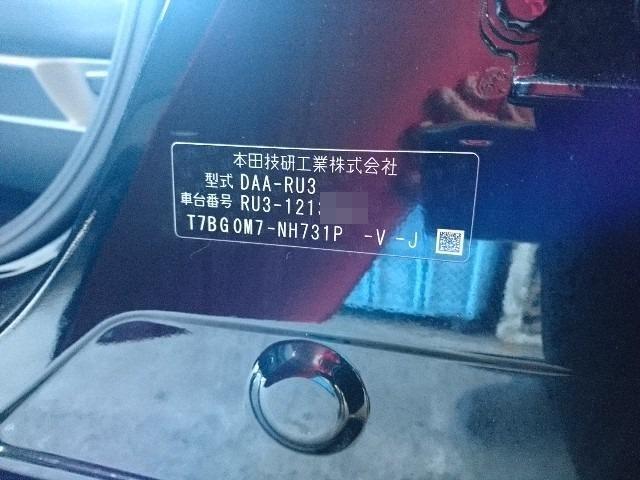 本田技研工業株式会社
型式 DAA-RU3
車台番号 RU3-121
T7BG0M7-NH731P -V -J